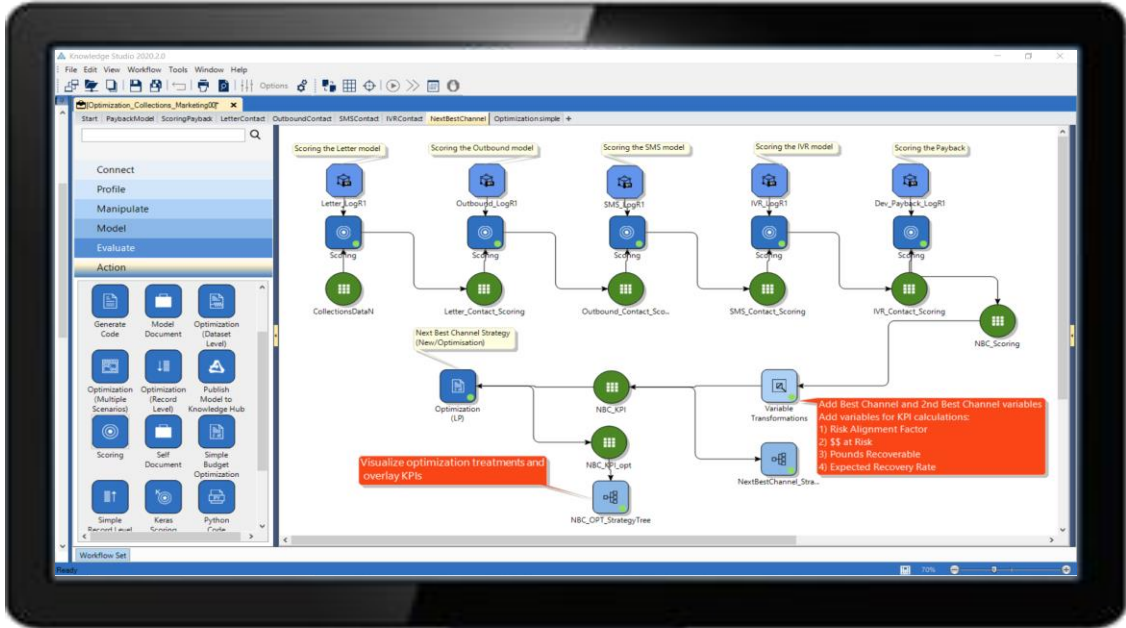 Knowledge Studio 2020.2.0
File Edit View Workflow Tools Window Help
Options
[Optimization_Collections_Marketing00]* ×
Start PaybackModel ScoringPayback LetterContact OutboundContact SMSContact IVRContact NextBestChannel Optimizationsimple +
Connect
Profile
Manipulate
Model
Evaluate
Action
Generate
Code
Model
Document
Optimization
(Dataset
Level)
Optimization
(Multiple
Scenarios)
Optimization
(Record
Level)
Publish
Model to
Knowledge Hub
Scoring
Self
Document
Simple
Budget
Optimization
Simple
Record Level
Keras
Scoring
Python
Code
Scoring the Letter model
Scoring the Outbound model
Scoring the SMS model
Scoring the IVR model
Scoring the Payback
Letter_LogR1
Outbound_LogR1
SMS_LogR1
IVR_LogR1
Dev_Payback_LogR1
Scoring
Scoring
Scoring
Scoring
Scoring
CollectionsDataN
Letter_Contact_Scoring
Outbound_Contact_Sco...
SMS_Contact_Scoring
IVR_Contact_Scoring
NBC_Scoring
Next Best Channel Strategy
(New/Optimisation)
Optimization
(LP)
NBC_KPI
Variable
Transformations
Add Best Channel and 2nd Best Channel variables
Add variables for KPI calculations:
1) Risk Alignment Factor
2) $$ at Risk
3) Pounds Recoverable
4) Expected Recovery Rate
NBC_KPI_opt
NextBestChannel_Stra...
Visualize optimization treatments and
overlay KPIs
NBC_OPT_StrategyTree
Workflow Set
Ready
70%